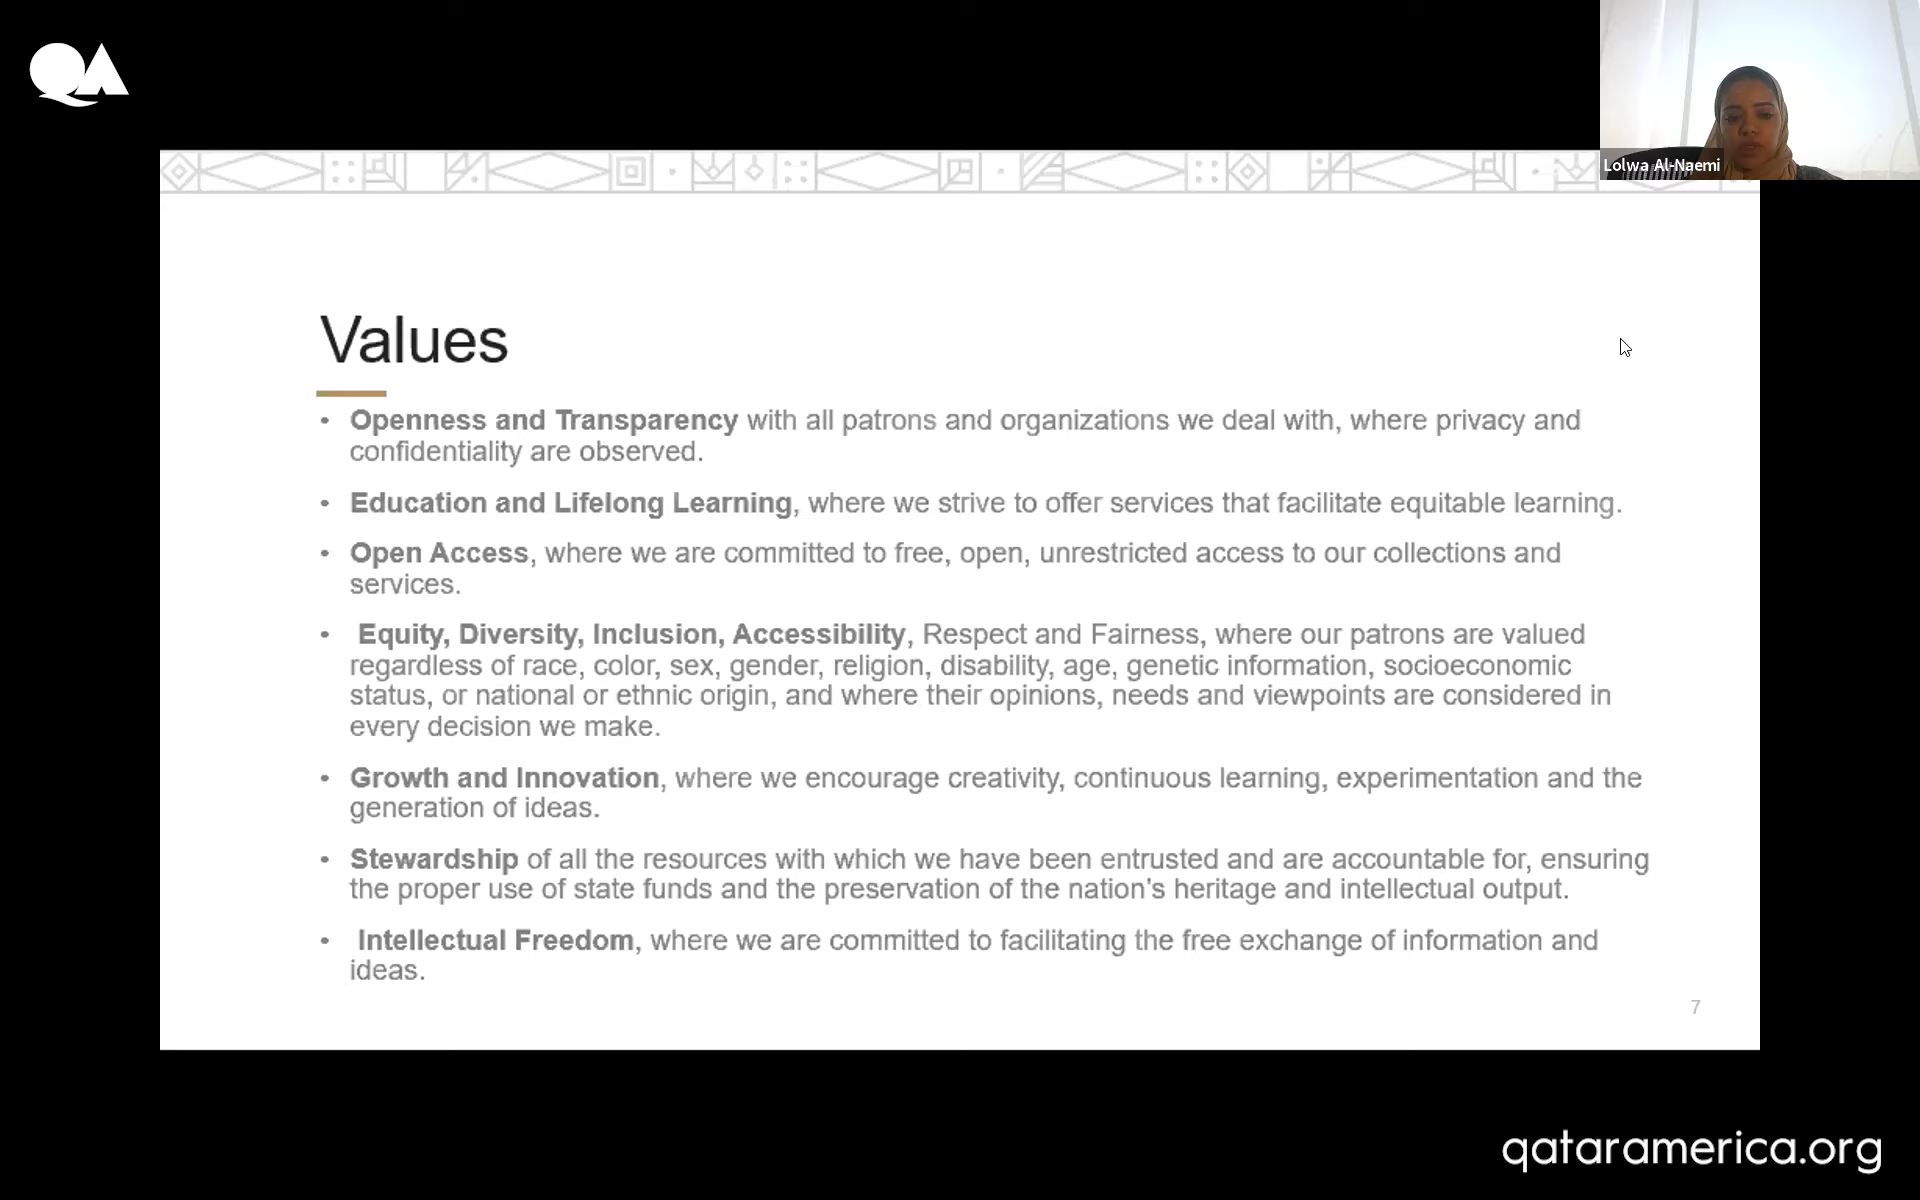 QA
Lolwa Al-Naemi
Values
• Openness and Transparency with all patrons and organizations we deal with, where privacy and
confidentiality are observed.
• Education and Lifelong Learning, where we strive to offer services that facilitate equitable learning.
• Open Access, where we are committed to free, open, unrestricted access to our collections and
services.
• Equity, Diversity, Inclusion, Accessibility, Respect and Fairness, where our patrons are valued
regardless of race, color, sex, gender, religion, disability, age, genetic information, socioeconomic
status, or national or ethnic origin, and where their opinions, needs and viewpoints are considered in
every decision we make.
• Growth and Innovation, where we encourage creativity, continuous learning, experimentation and the
generation of ideas.
• Stewardship of all the resources with which we have been entrusted and are accountable for, ensuring
the proper use of state funds and the preservation of the nation's heritage and intellectual output.
• Intellectual Freedom, where we are committed to facilitating the free exchange of information and
ideas.
7
qataramerica.org